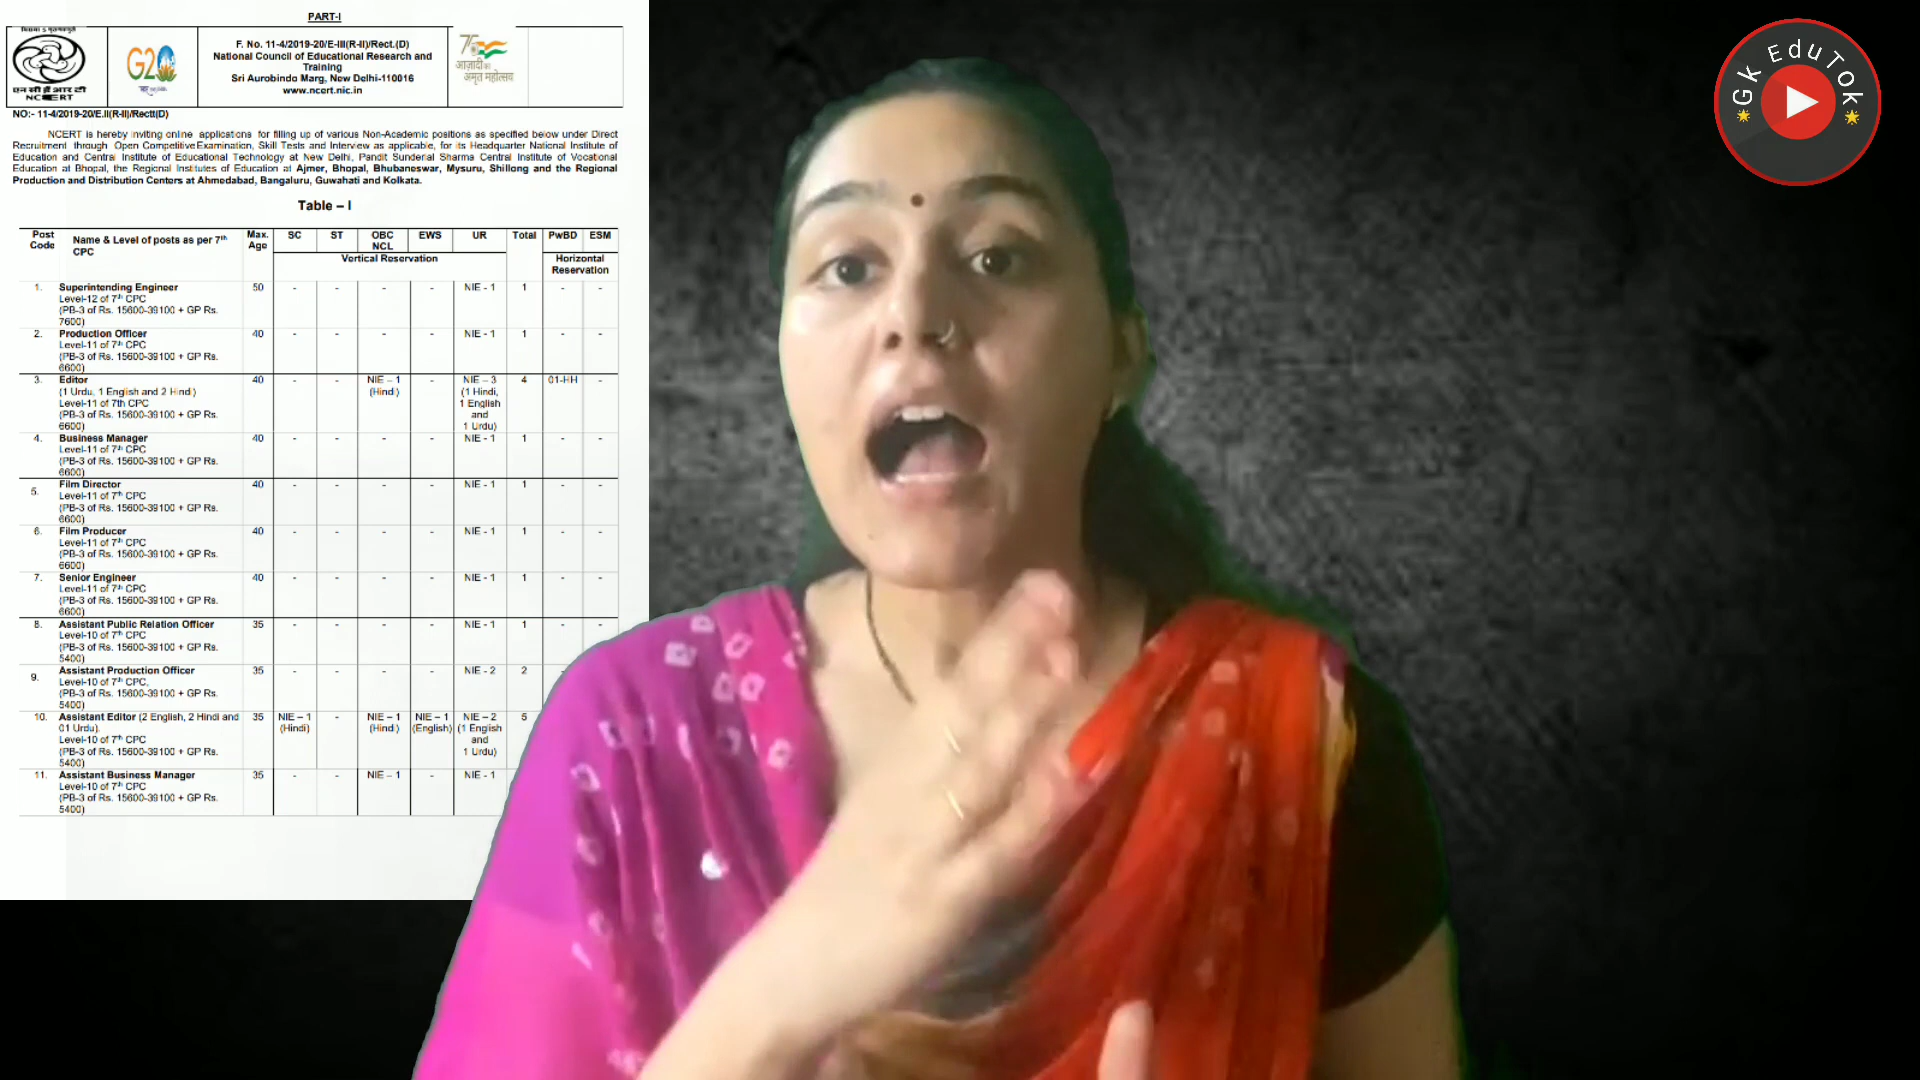 PART-I
F. No. 11-4/2019-20/E-III(R-II)/Rect.(D)
National Council of Educational Research and
Training
Sri Aurobindo Marg, New Delhi-110016
www.ncert.nic.in
एन सी ई आर टी
NCERT
G20
आज़ादी का
अमृत महोत्सव
NO:- 11-4/2019-20/E.II(R-II)/Rectt(D)
NCERT is hereby inviting online applications for filling up of various Non-Academic positions as specified below under Direct
Recruitment through Open Competitive Examination, Skill Tests and Interview as applicable, for its Headquarter National Institute of
Education and Central Institute of Educational Technology at New Delhi, Pandit Sunderlal Sharma Central Institute of Vocational
Education at Bhopal, the Regional Institutes of Education at Ajmer, Bhopal, Bhubaneswar, Mysuru, Shillong and the Regional
Production and Distribution Centers at Ahmedabad, Bangaluru, Guwahati and Kolkata.
Table – I
Post Code Name & Level of posts as per 7th CPC Max. Age SC ST OBC NCL EWS UR Total PwBD ESM
Vertical Reservation Horizontal Reservation
1. Superintending Engineer 50 - - - - NIE - 1 1 - -
Level-12 of 7th CPC
(PB-3 of Rs. 15600-39100 + GP Rs.
7600)
2. Production Officer 40 - - - - NIE - 1 1 - -
Level-11 of 7th CPC
(PB-3 of Rs. 15600-39100 + GP Rs.
6600)
3. Editor 40 - - NIE – 1 - NIE – 3 4 01-HH -
(1 Urdu, 1 English and 2 Hindi) (Hindi) (1 Hindi,
Level-11 of 7th CPC 1 English
(PB-3 of Rs. 15600-39100 + GP Rs. and
6600) 1 Urdu)
4. Business Manager 40 - - - - NIE - 1 1 - -
Level-11 of 7th CPC
(PB-3 of Rs. 15600-39100 + GP Rs.
6600)
5. Film Director 40 - - - - NIE - 1 1 - -
Level-11 of 7th CPC
(PB-3 of Rs. 15600-39100 + GP Rs.
6600)
6. Film Producer 40 - - - - NIE - 1 1 - -
Level-11 of 7th CPC
(PB-3 of Rs. 15600-39100 + GP Rs.
6600)
7. Senior Engineer 40 - - - - NIE - 1 1 - -
Level-11 of 7th CPC
(PB-3 of Rs. 15600-39100 + GP Rs.
6600)
8. Assistant Public Relation Officer 35 - - - - NIE - 1 1 - -
Level-10 of 7th CPC
(PB-3 of Rs. 15600-39100 + GP Rs.
5400)
9. Assistant Production Officer 35 - - - - NIE - 2 2 -
Level-10 of 7th CPC,
(PB-3 of Rs. 15600-39100 + GP Rs.
5400)
10. Assistant Editor (2 English, 2 Hindi and 35 NIE – 1 - NIE – 1 NIE – 1 NIE – 2 5
01 Urdu). (Hindi) (Hindi) (English) (1 English
Level-10 of 7th CPC and
(PB-3 of Rs. 15600-39100 + GP Rs. 1 Urdu)
5400)
11. Assistant Business Manager 35 - - NIE – 1 - NIE - 1
Level-10 of 7th CPC
(PB-3 of Rs. 15600-39100 + GP Rs.
5400)
Gk EduTok